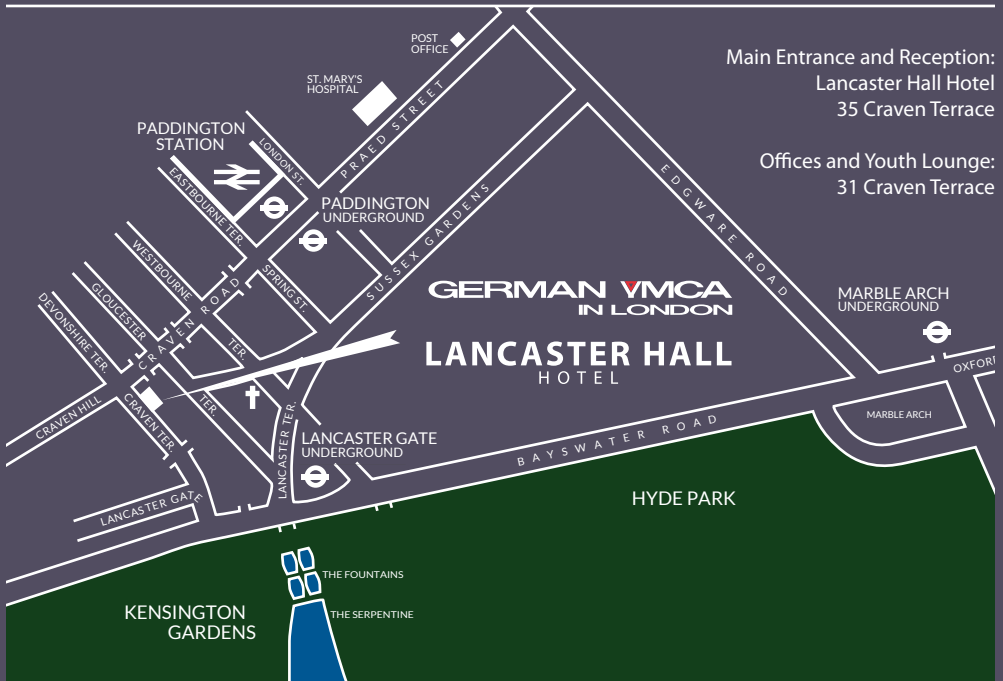 POST
OFFICE
ST. MARY'S
HOSPITAL
Main Entrance and Reception:
Lancaster Hall Hotel
35 Craven Terrace
Offices and Youth Lounge:
31 Craven Terrace
PADDINGTON
STATION
LONDON ST.
PRAED STREET
EASTBOURNE TER.
PADDINGTON
UNDERGROUND
EDGWARE ROAD
SUSSEX GARDENS
WESTBOURNE
TER.
SPRING ST.
GLOUCESTER
TER.
DEVONSHIRE TER.
CRAVEN ROAD
GERMAN YMCA
IN LONDON
LANCASTER HALL
HOTEL
MARBLE ARCH
UNDERGROUND
OXFOR
MARBLE ARCH
CRAVEN HILL
CRAVEN TER.
LANCASTER TER.
LANCASTER GATE
UNDERGROUND
BAYSWATER ROAD
LANCASTER GATE
HYDE PARK
THE FOUNTAINS
THE SERPENTINE
KENSINGTON
GARDENS